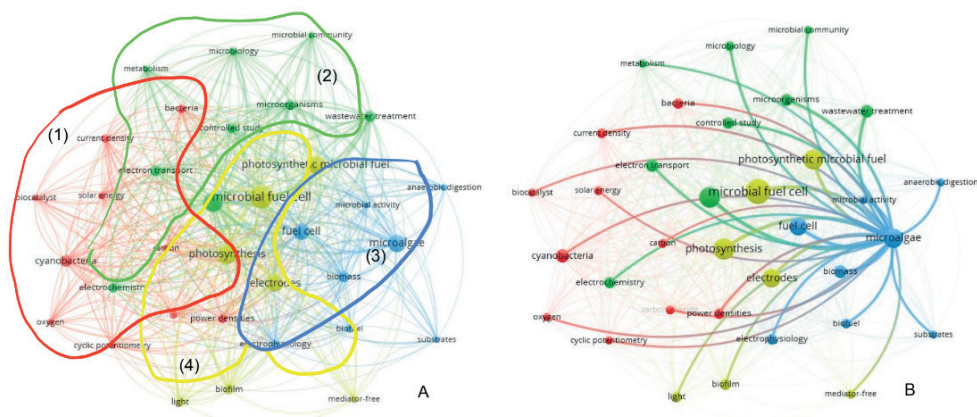 microbial community
microbiology
(2)
metabolism
bacteria
microorganisms
(1)
wastewater treatment
current density
controlled study
photosynthetic microbial fuel
electron transport
anaerobic digestion
solar energy
biocatalyst
microbial fuel cell
microbial activity
fuel cell
microalgae
photosynthesis
(3)
cyanobacteria
biomass
electrodes
electrochemistry
oxygen
power densities
biofuel
cyclic potentiometry
electrophysiology
substrates
(4)
biofilm
light
mediator-free
A
microbial community
microbiology
metabolism
microorganisms
bacteria
wastewater treatment
controlled study
current density
photosynthetic microbial fuel
electron transport
anaerobic digestion
biocatalyst
solar energy
microbial fuel cell
microbial activity
fuel cell
microalgae
carbon
photosynthesis
cyanobacteria
biomass
electrodes
electrochemistry
power densities
oxygen
biofuel
cyclic potentiometry
electrophysiology
substrates
biofilm
light
mediator-free
B